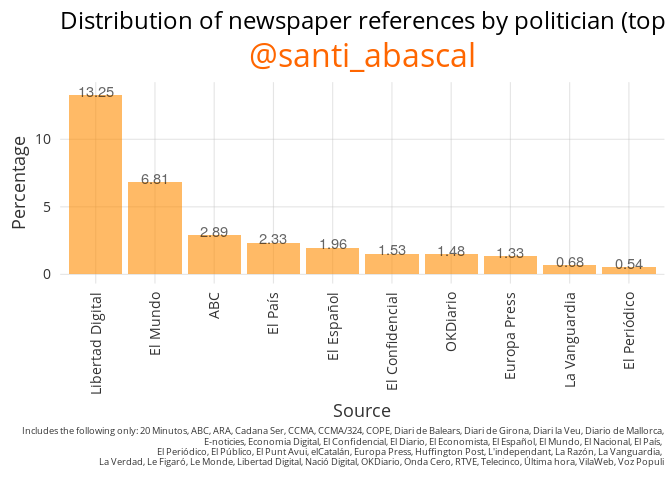 Distribution of newspaper references by politician (top
@santi_abascal
Percentage
10
5
0
13.25
6.81
2.89
2.33
1.96
1.53
1.48
1.33
0.68
0.54
Libertad Digital
El Mundo
ABC
El País
El Español
El Confidencial
OKDiario
Europa Press
La Vanguardia
El Periódico
Source
Includes the following only: 20 Minutos, ABC, ARA, Cadana Ser, CCMA, CCMA/324, COPE, Diari de Balears, Diari de Girona, Diari la Veu, Diario de Mallorca,
E-noticies, Economia Digital, El Confidencial, El Diario, El Economista, El Español, El Mundo, El Nacional, El País,
El Periódico, El Público, El Punt Avui, elCatalán, Europa Press, Huffington Post, L'independant, La Razón, La Vanguardia,
La Verdad, Le Figaró, Le Monde, Libertad Digital, Nació Digital, OKDiario, Onda Cero, RTVE, Telecinco, Última hora, VilaWeb, Voz Populi